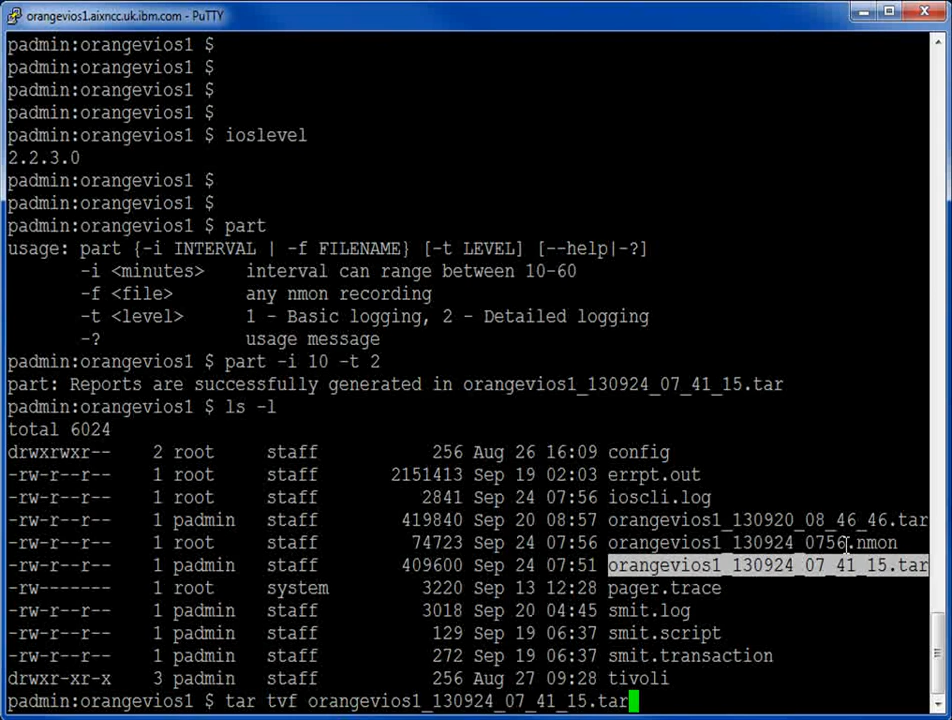 orangevios1.aixncc.uk.ibm.com - PuTTY
padmin:orangevios1 $
padmin:orangevios1 $
padmin:orangevios1 $
padmin:orangevios1 $
padmin:orangevios1 $ ioslevel
2.2.3.0
padmin:orangevios1 $
padmin:orangevios1 $
padmin:orangevios1 $ part
usage: part {-i INTERVAL | -f FILENAME} [-t LEVEL] [--help|-?]
-i <minutes> interval can range between 10-60
-f <file> any nmon recording
-t <level> 1 - Basic logging, 2 - Detailed logging
-? usage message
padmin:orangevios1 $ part -i 10 -t 2
part: Reports are successfully generated in orangevios1_130924_07_41_15.tar
padmin:orangevios1 $ ls -l
total 6024
drwxrwxr-- 2 root staff 256 Aug 26 16:09 config
-rw-r--r-- 1 root staff 2151413 Sep 19 02:03 errpt.out
-rw-r--r-- 1 root staff 2841 Sep 24 07:56 ioscli.log
-rw-r--r-- 1 padmin staff 419840 Sep 20 08:57 orangevios1_130920_08_46_46.tar
-rw-r--r-- 1 root staff 74723 Sep 24 07:56 orangevios1_130924_0756.nmon
-rw-r--r-- 1 padmin staff 409600 Sep 24 07:51 orangevios1_130924_07_41_15.tar
-rw-r--r-- 1 root system 3220 Sep 13 12:28 pager.trace
-rw-r--r-- 1 padmin staff 3018 Sep 20 04:45 smit.log
-rw-r--r-- 1 padmin staff 129 Sep 19 06:37 smit.script
-rw-r--r-- 1 padmin staff 272 Sep 19 06:37 smit.transaction
drwxr-xr-x 3 padmin staff 256 Aug 27 09:28 tivoli
padmin:orangevios1 $ tar tvf orangevios1_130924_07_41_15.tar